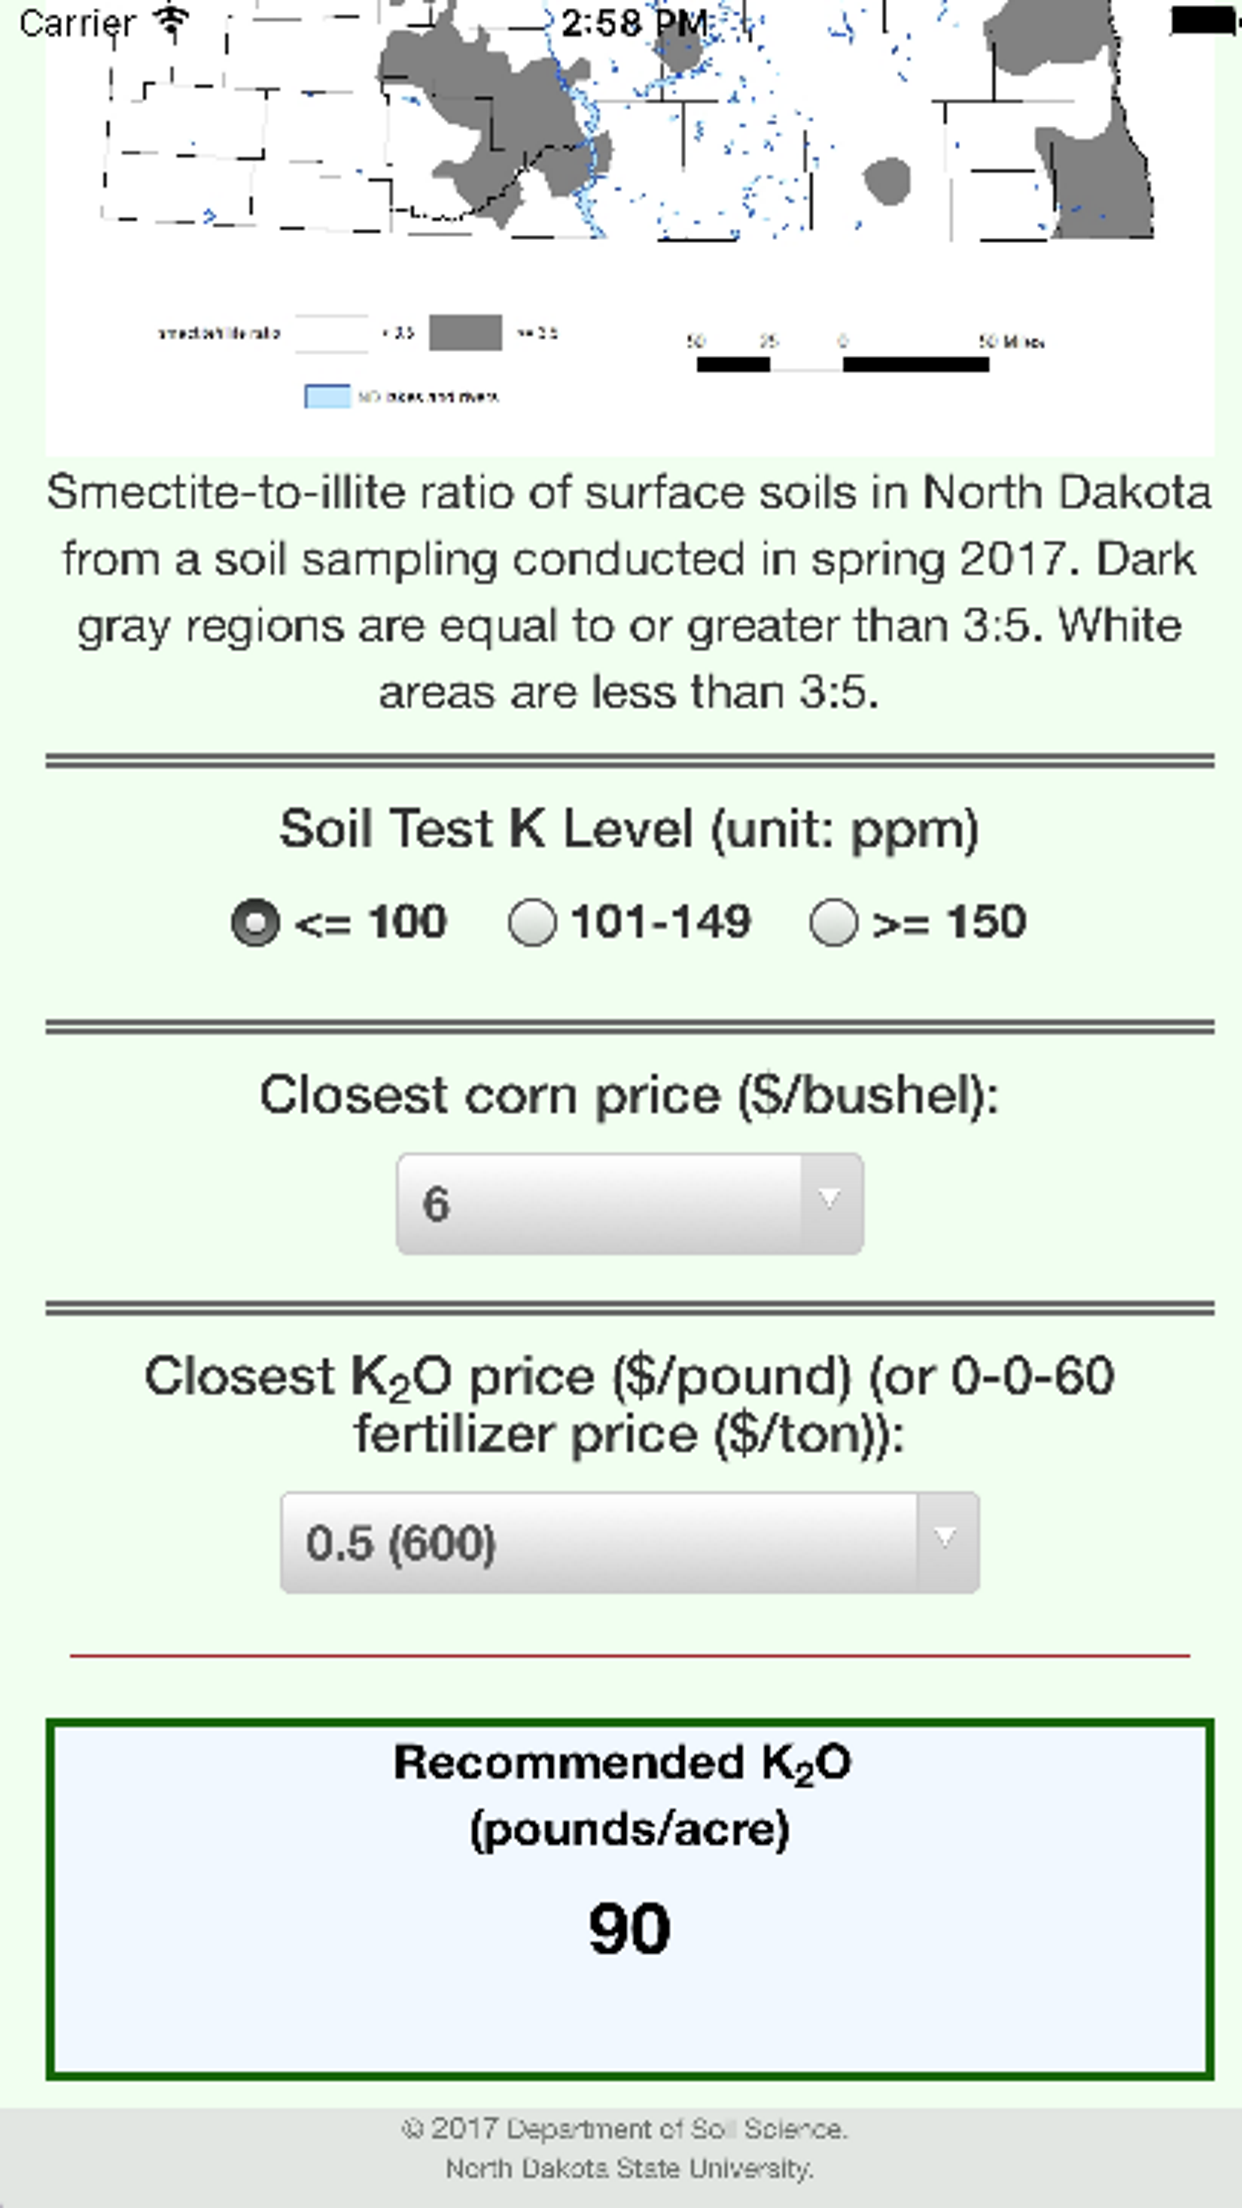 Carrier 2:58 PM
smectite/illite ratio < 3.5 >= 3.5
50 25 0 50 Miles
ND lakes and rivers
Smectite-to-illite ratio of surface soils in North Dakota
from a soil sampling conducted in spring 2017. Dark
gray regions are equal to or greater than 3:5. White
areas are less than 3:5.
Soil Test K Level (unit: ppm)
<= 100 101-149 >= 150
Closest corn price ($/bushel):
6
Closest K₂O price ($/pound) (or 0-0-60
fertilizer price ($/ton)):
0.5 (600)
Recommended K₂O
(pounds/acre)
90
© 2017 Department of Soil Science.
North Dakota State University.